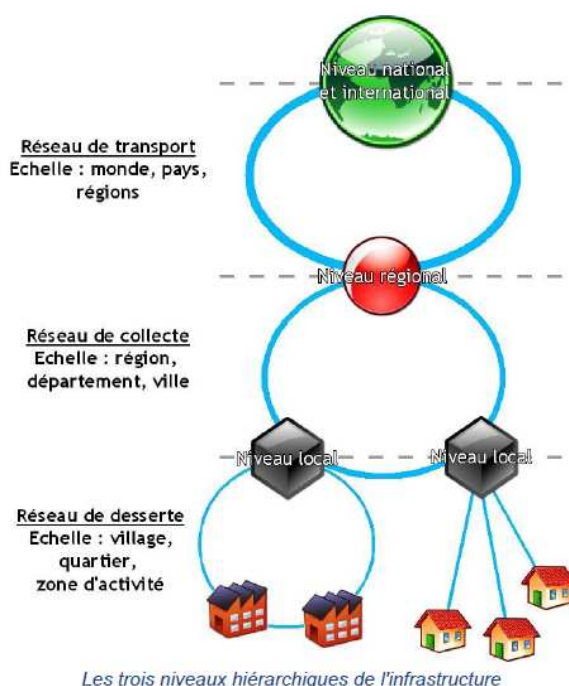 Niveau national
et international
Réseau de transport
Echelle : monde, pays,
régions
Niveau régional
Réseau de collecte
Echelle : région,
département, ville
Niveau local
Niveau local
Réseau de desserte
Echelle : village,
quartier,
zone d'activité
Les trois niveaux hiérarchiques de l'infrastructure